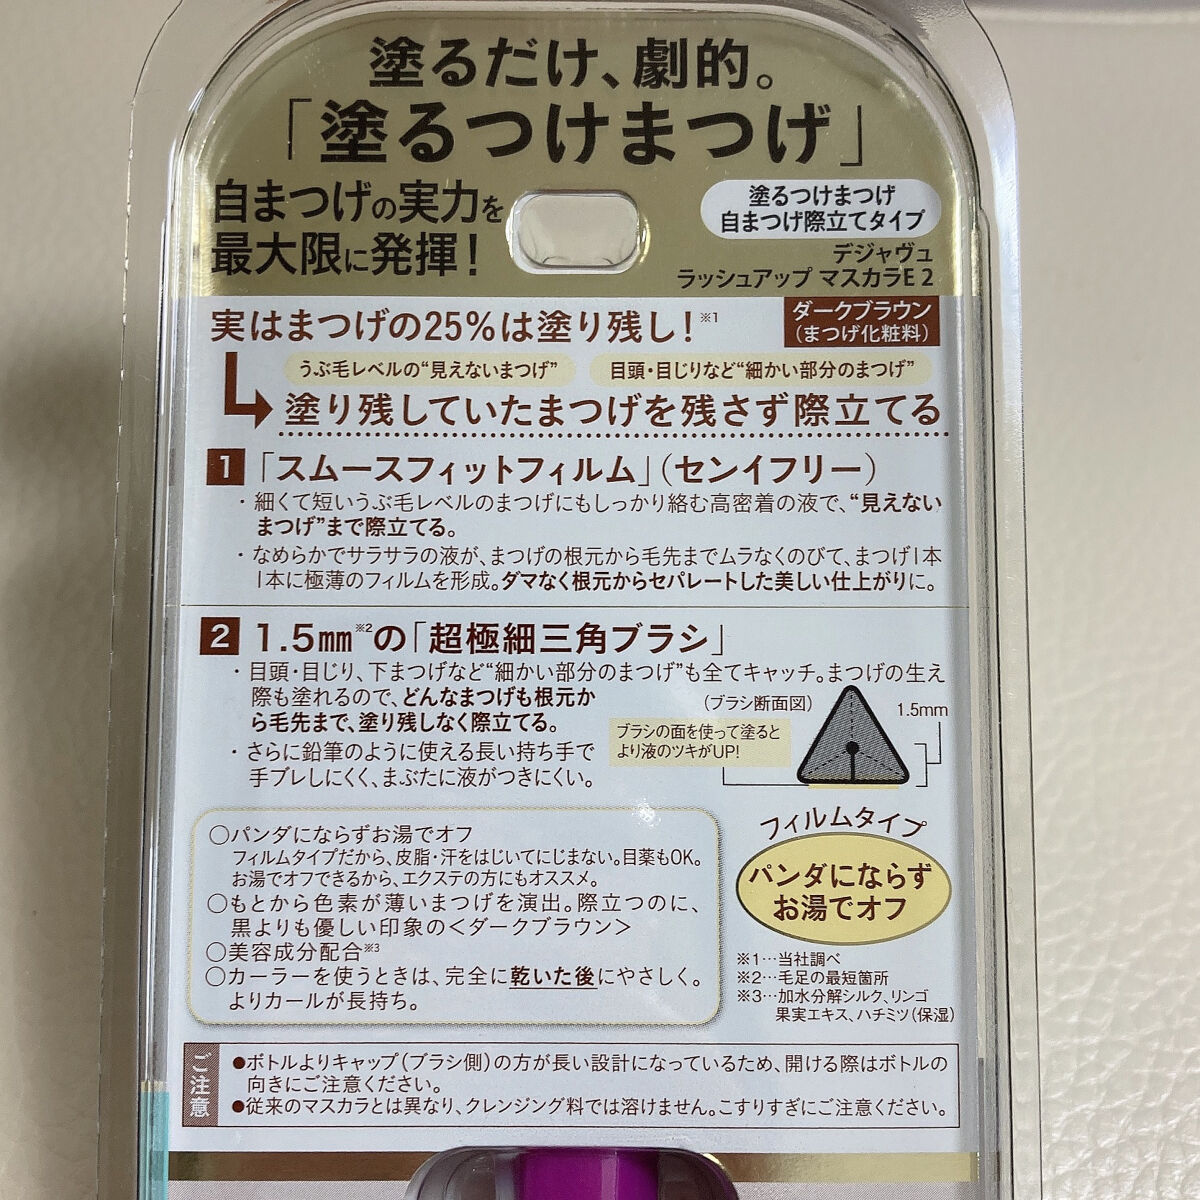 塗るだけ、劇的。
「塗るつけまつげ」
自まつげの実力を
最大限に発揮!
塗るつけまつげ
自まつげ際立てタイプ
デジャヴュ
ラッシュアップ マスカラE 2
ダークブラウン
(まつげ化粧料)
実はまつげの25%は塗り残し!※1
うぶ毛レベルの“見えないまつげ”
目頭・目じりなど“細かい部分のまつげ”
塗り残していたまつげを残さず際立てる
1 「スムースフィットフィルム」(センイフリー)
・細くて短いうぶ毛レベルのまつげにもしっかり絡む高密着の液で、“見えない
まつげ”まで際立てる。
・なめらかでサラサラの液が、まつげの根元から毛先までムラなくのびて、まつげ1本
1本に極薄のフィルムを形成。ダマなく根元からセパレートした美しい仕上がりに。
2 1.5mm※2の「超極細三角ブラシ」
・目頭・目じり、下まつげなど“細かい部分のまつげ”も全てキャッチ。まつげの生え
際も塗れるので、どんなまつげも根元か
ら毛先まで、塗り残しなく際立てる。
・さらに鉛筆のように使える長い持ち手で
手ブレしにくく、まぶたに液がつきにくい。
(ブラシ断面図)
1.5mm
ブラシの面を使って塗ると
より液のツキがUP!
○パンダにならずお湯でオフ
フィルムタイプだから、皮脂・汗をはじいてにじまない。目薬もOK。
お湯でオフできるから、エクステの方にもオススメ。
○もとから色素が薄いまつげを演出。際立つのに、
黒よりも優しい印象の<ダークブラウン>
○美容成分配合※3
○カーラーを使うときは、完全に乾いた後にやさしく。
よりカールが長持ち。
フィルムタイプ
パンダにならず
お湯でオフ
※1…当社調べ
※2…毛足の最短箇所
※3…加水分解シルク、リンゴ
果実エキス、ハチミツ(保湿)
ご注意
●ボトルよりキャップ(ブラシ側)の方が長い設計になっているため、開ける際はボトルの
向きにご注意ください。
●従来のマスカラとは異なり、クレンジング料では溶けません。こすりすぎにご注意ください。